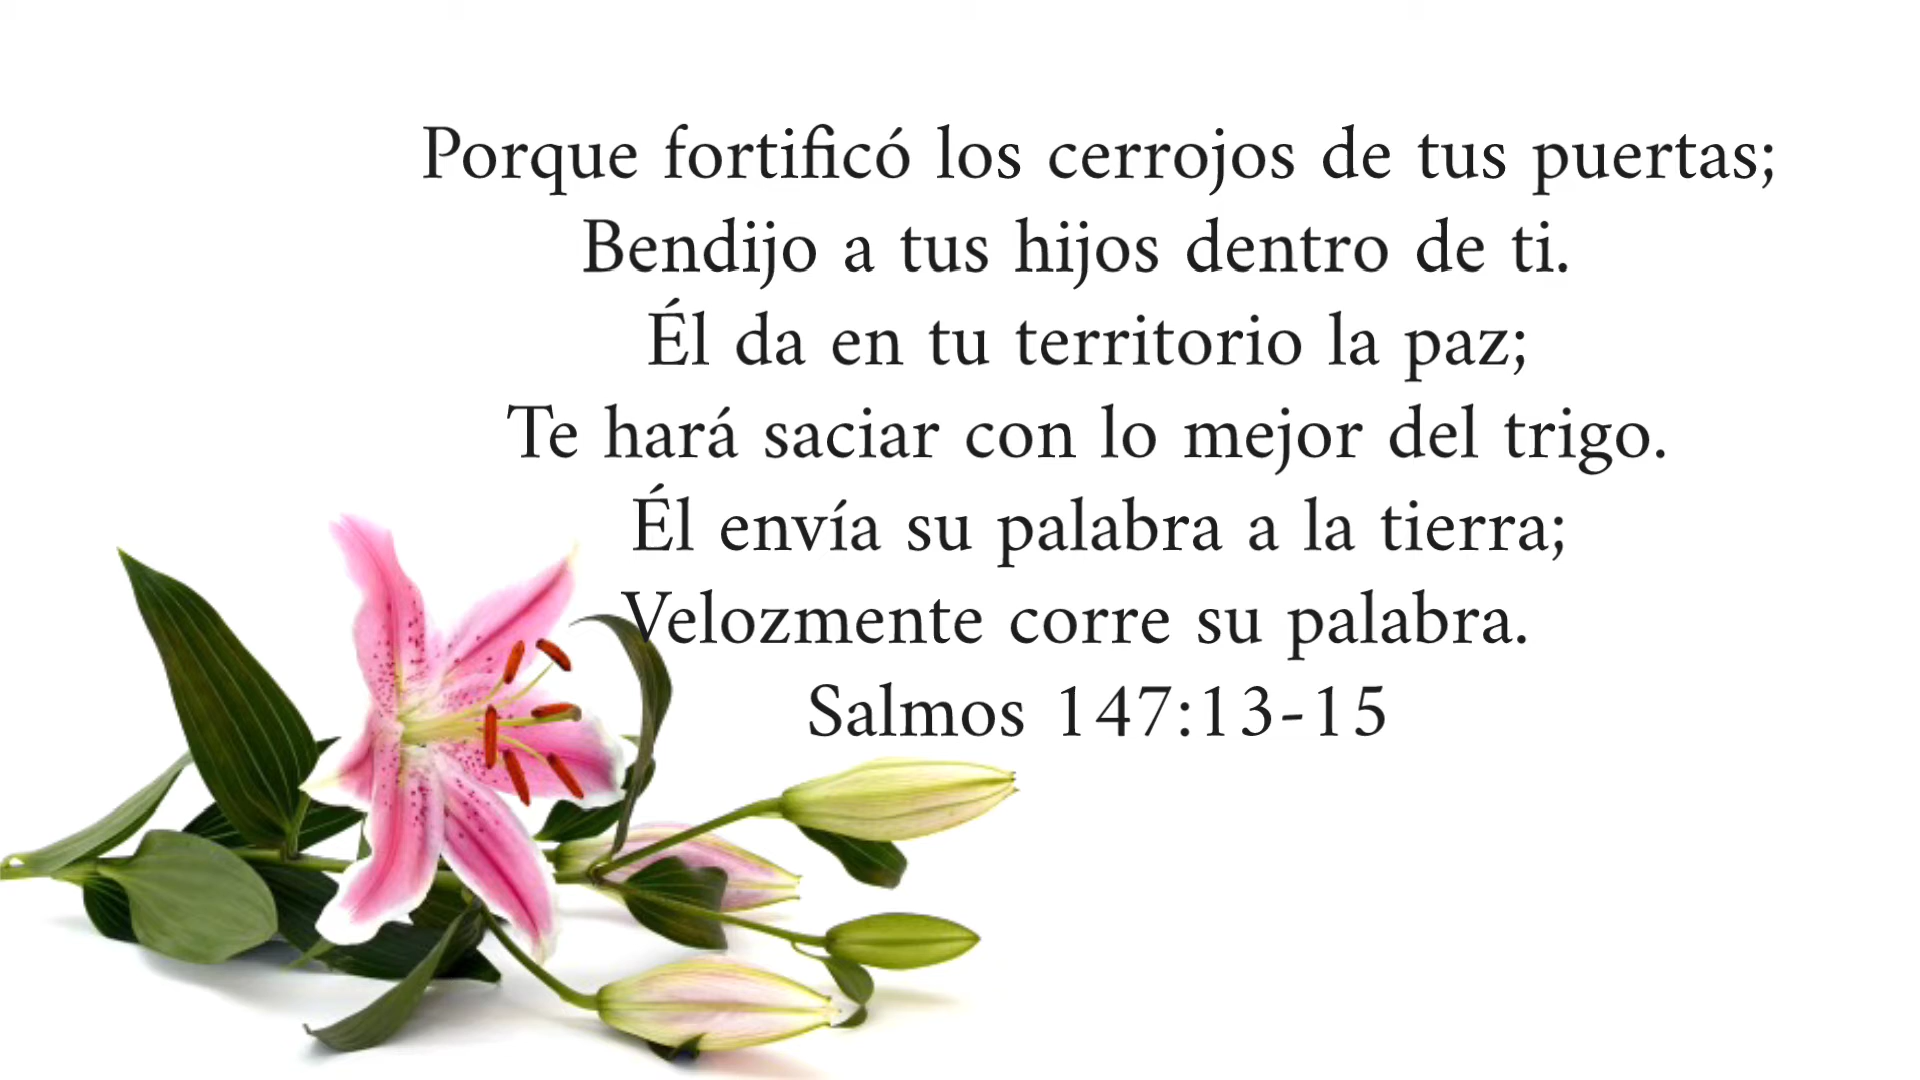 Porque fortificó los cerrojos de tus puertas;
Bendijo a tus hijos dentro de ti.
Él da en tu territorio la paz;
Te hará saciar con lo mejor del trigo.
Él envía su palabra a la tierra;
Velozmente corre su palabra.
Salmos 147:13-15